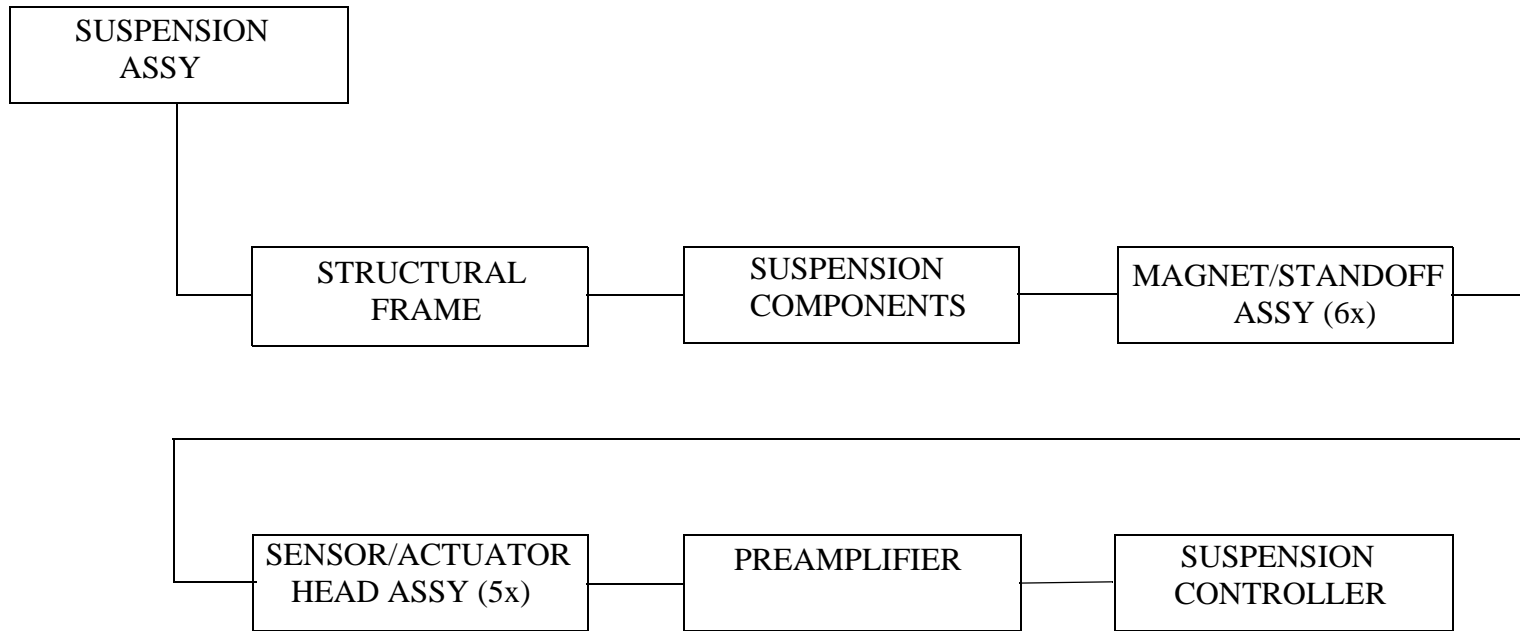 SUSPENSION
ASSY
STRUCTURAL
FRAME
SUSPENSION
COMPONENTS
MAGNET/STANDOFF
ASSY (6x)
SENSOR/ACTUATOR
HEAD ASSY (5x)
PREAMPLIFIER
SUSPENSION
CONTROLLER